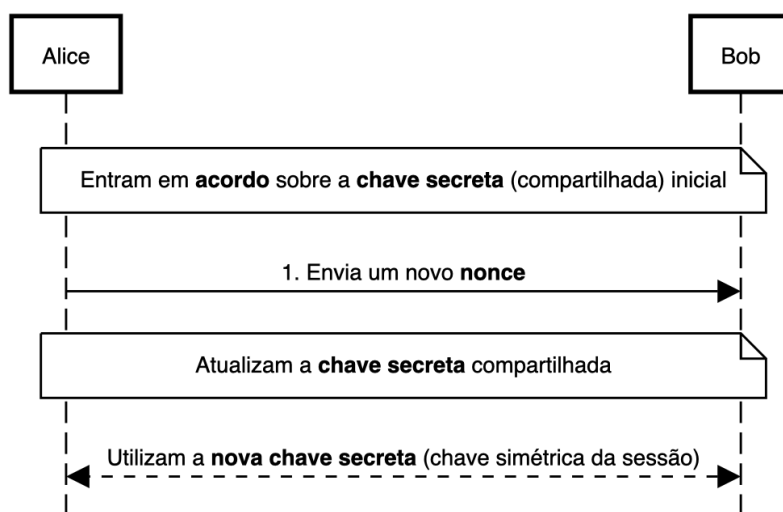 Alice
Bob
Entram em acordo sobre a chave secreta (compartilhada) inicial
1. Envia um novo nonce
Atualizam a chave secreta compartilhada
Utilizam a nova chave secreta (chave simétrica da sessão)